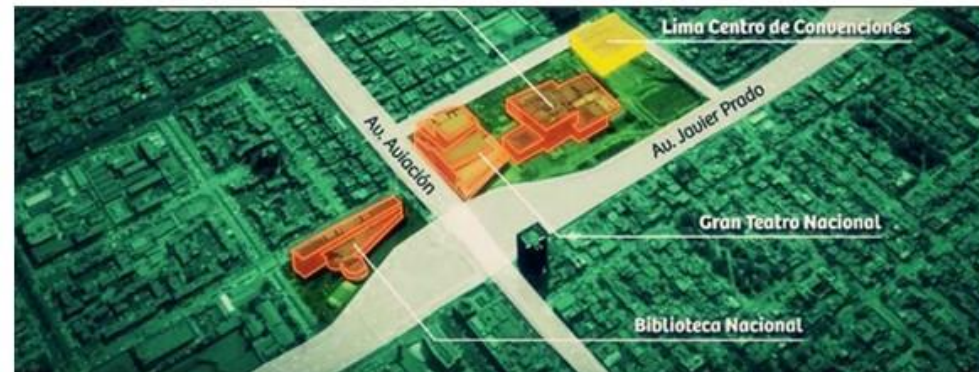 Lima Centro de Convenciones
Av. Aviación
Av. Javier Prado
Gran Teatro Nacional
Biblioteca Nacional